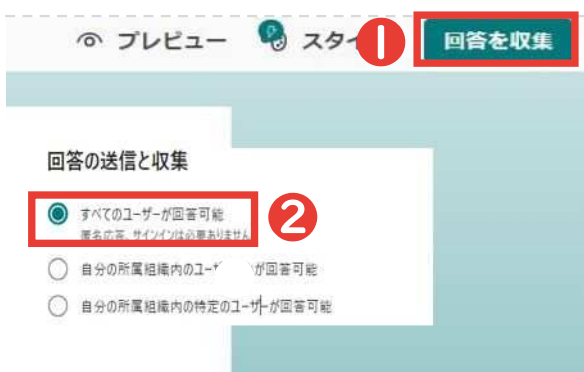 プレビュー スタイ 1 回答を収集
回答の送信と収集
すべてのユーザーが回答可能
匿名応答、サインインは必要ありません
2
自分の所属組織内のユー が回答可能
自分の所属組織内の特定のユーザーが回答可能